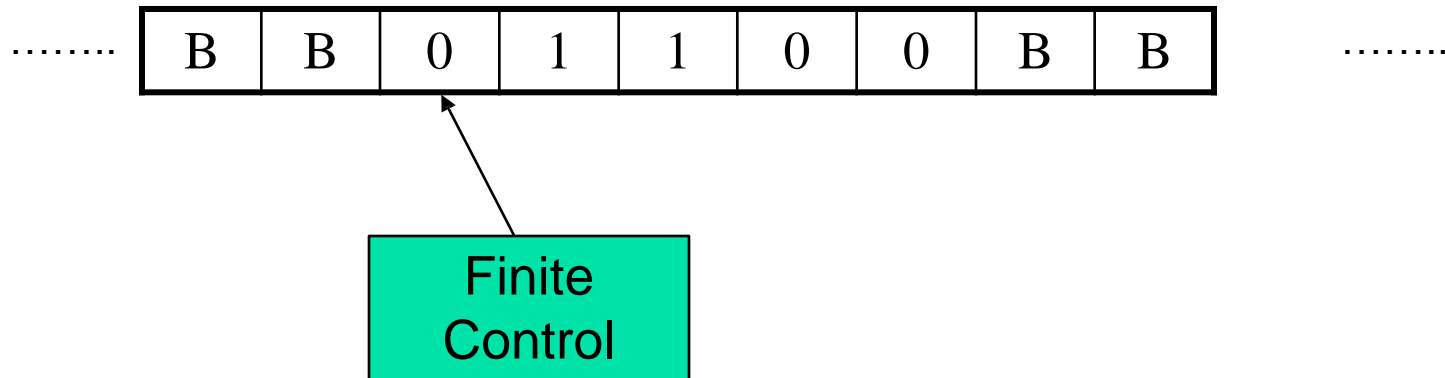 ........ B B 0 1 1 0 0 B B ........
Finite
Control